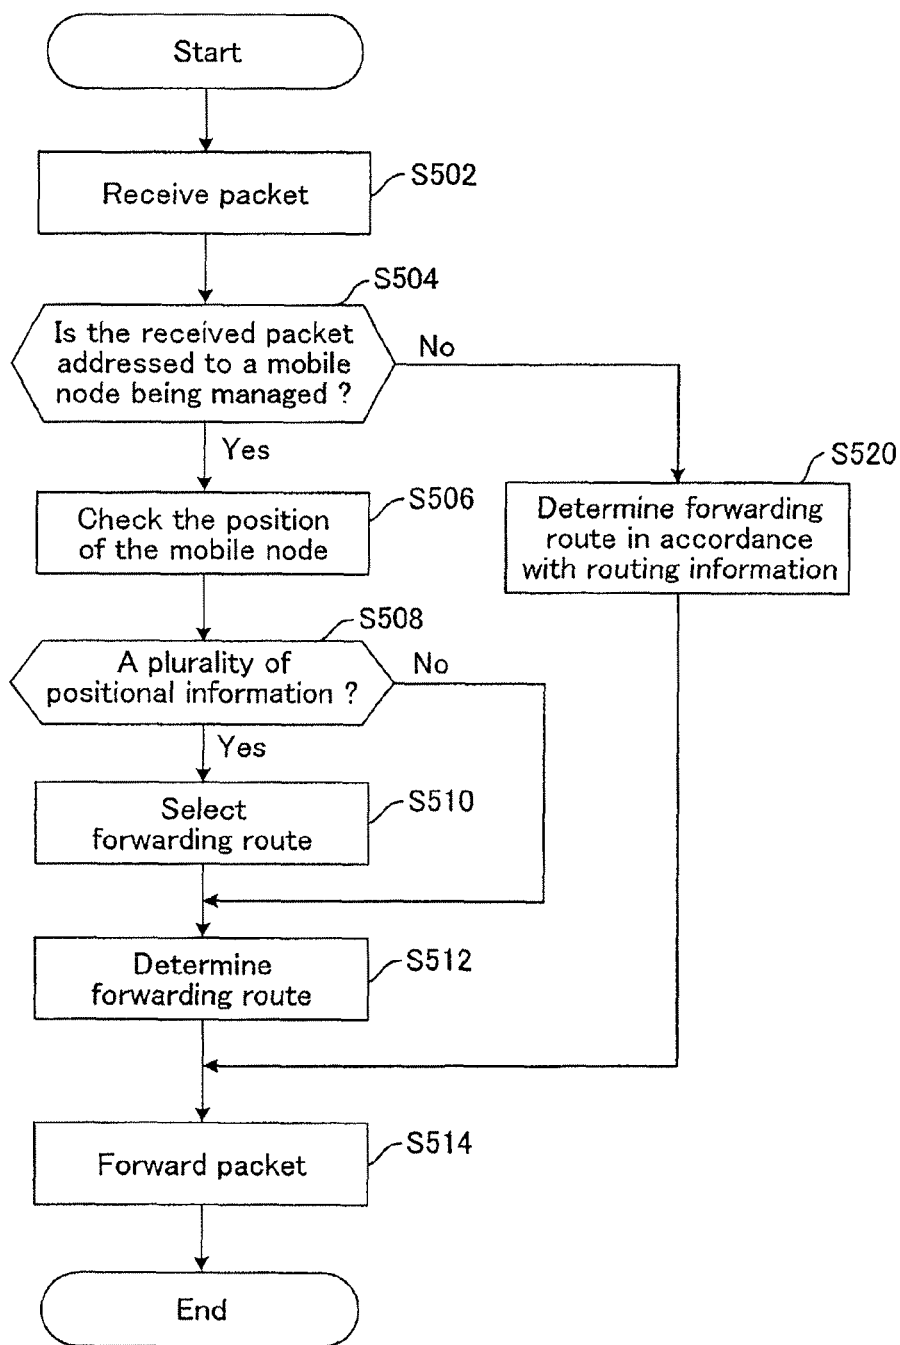 Start
Receive packet
S502
S504
Is the received packet
addressed to a mobile
node being managed ?
No
Yes
S520
Determine forwarding
route in accordance
with routing information
S506
Check the position
of the mobile node
S508
A plurality of
positional information ?
No
Yes
S510
Select
forwarding route
S512
Determine
forwarding route
S514
Forward packet
End